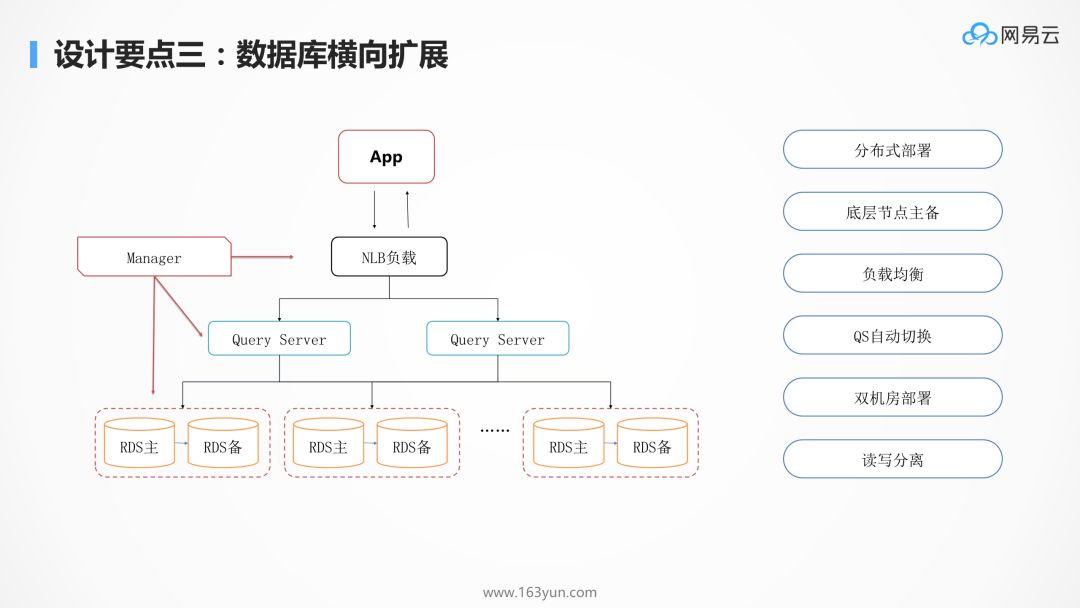 设计要点三：数据库横向扩展
网易云
App
Manager
NLB负载
Query Server
Query Server
RDS主
RDS备
RDS主
RDS备
......
RDS主
RDS备
分布式部署
底层节点主备
负载均衡
QS自动切换
双机房部署
读写分离
www.163yun.com